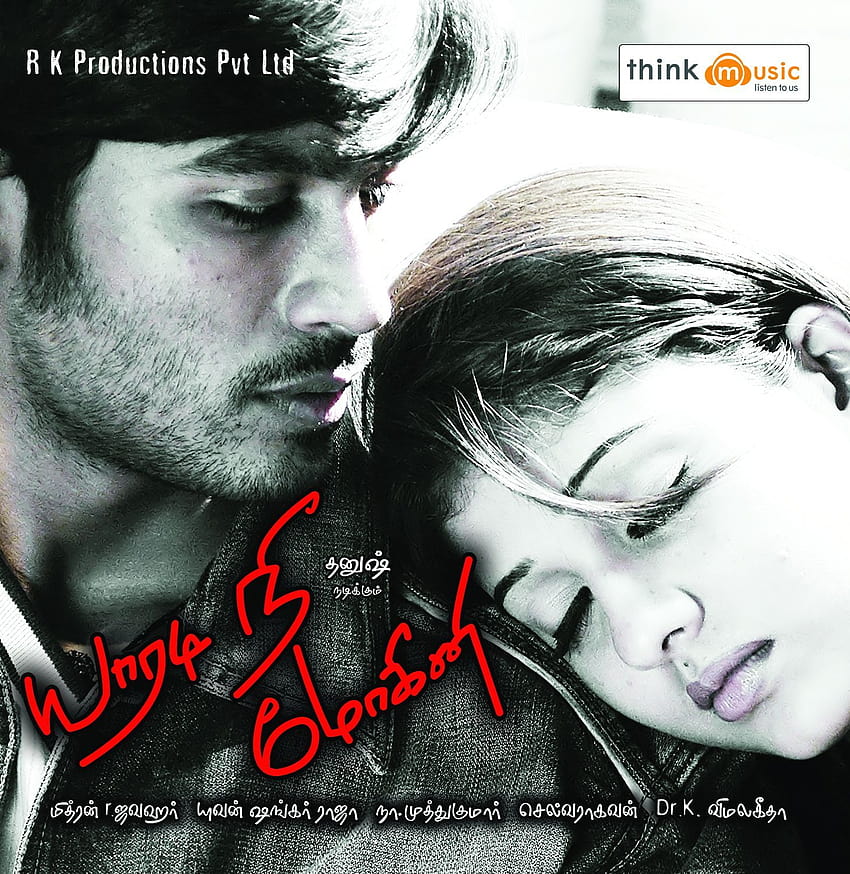 R K Productions Pvt Ltd
think music
listen to us
தனுஷ்
நடிக்கும்
யாரடி நீ
மோகினி
மித்ரன் r.ஜவஹர் யுவன் ஷங்கர் ராஜா நா.முத்துகுமார் செல்வராகவன் Dr.K. விமலகீதா